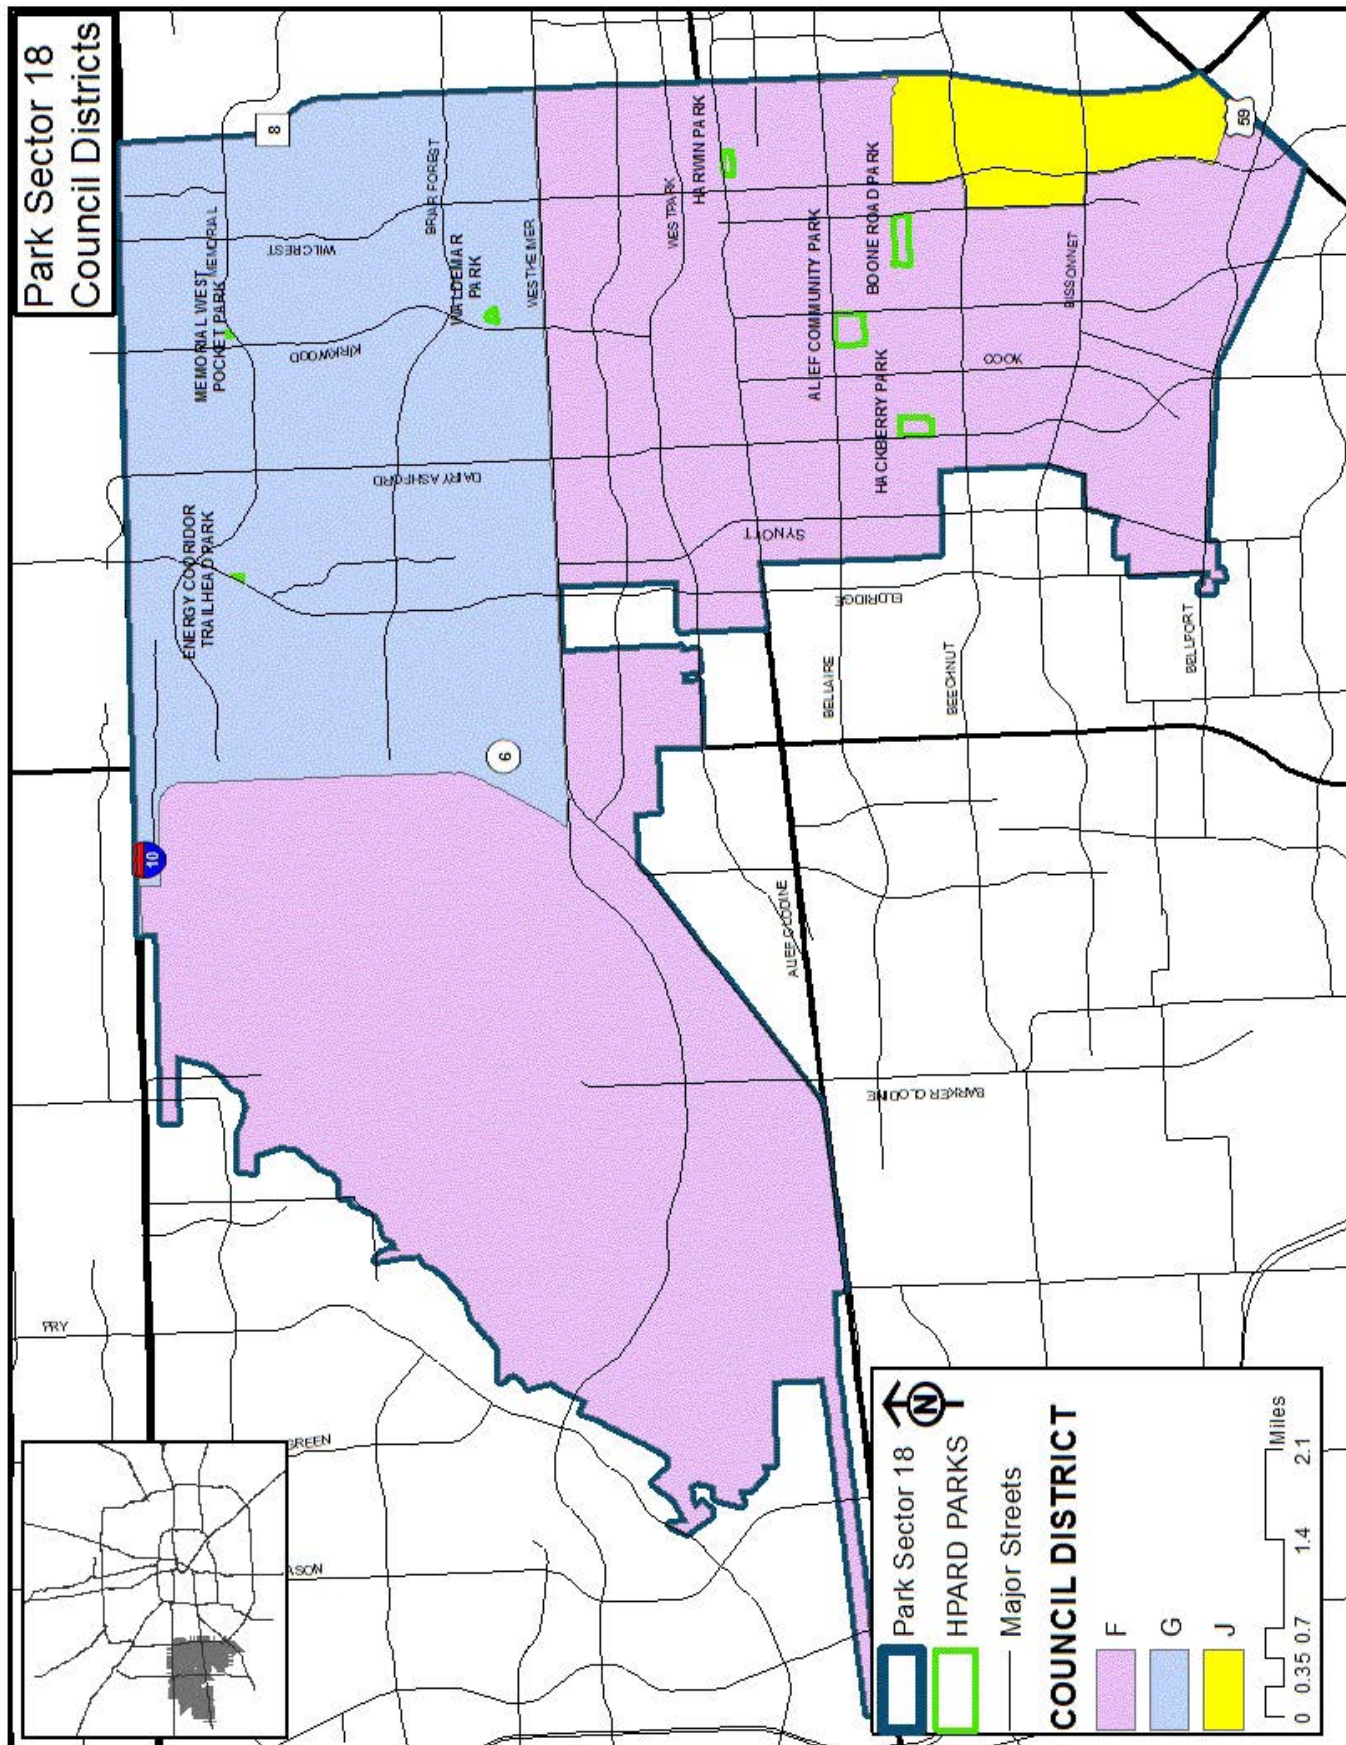 Park Sector 18
Council Districts
8
10
6
59
MEMORIAL WEST
POCKET PARK
MEMORIAL
WILCREST
KIRKWOOD
ENERGY COORIDOR
TRAILHEAD PARK
DAIRY ASHFORD
BRIAR FOREST
WALDEMAR
PARK
WESTHEIMER
WESTPARK
HARWIN PARK
ALIEF COMMUNITY PARK
BOONE ROAD PARK
HACKBERRY PARK
SYNOTT
COOK
BISSONNET
ELDRIDGE
BELLAIRE
BEECHNUT
BELLFORT
ALIEF CLODINE
BARKER CLODINE
FRY
GREEN
ASON
Park Sector 18
HPARD PARKS
Major Streets
N
COUNCIL DISTRICT
F
G
J
0 0.35 0.7 1.4 2.1
Miles